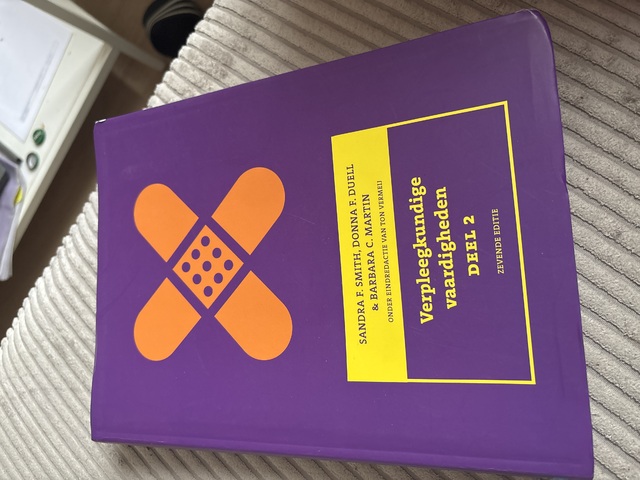 SANDRA F. SMITH, DONNA F. DUELL
& BARBARA C. MARTIN
ONDER EINDREDACTIE VAN TON VERMEIJ
Verpleegkundige
vaardigheden
DEEL 2
ZEVENDE EDITIE